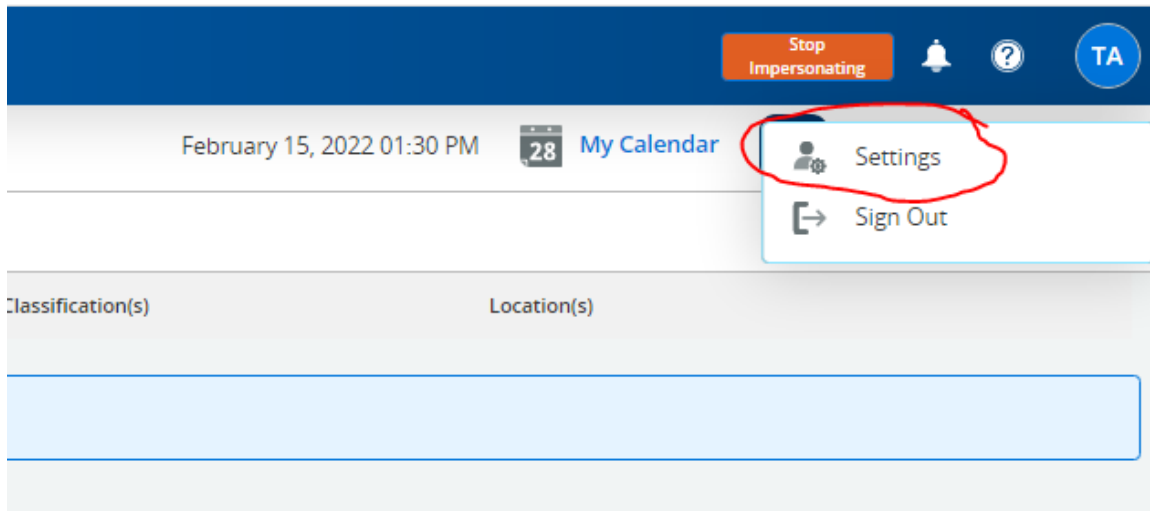 Stop
Impersonating
TA
February 15, 2022 01:30 PM
28
My Calendar
Settings
Sign Out
Classification(s)
Location(s)